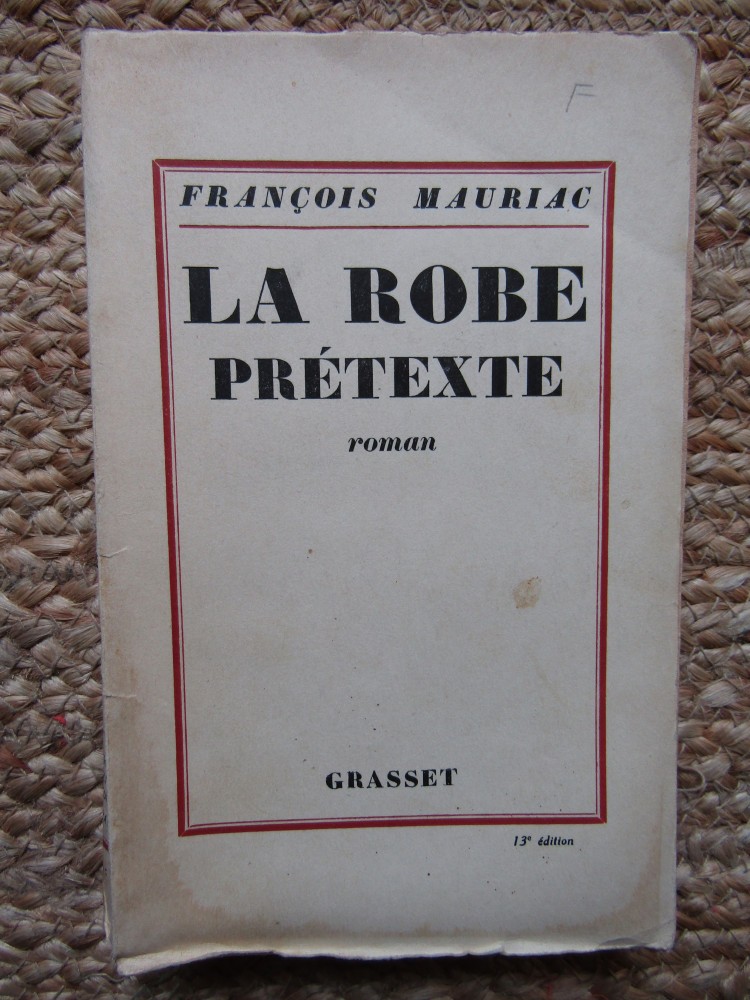 F
FRANÇOIS MAURIAC
LA ROBE
PRÉTEXTE
roman
GRASSET
13e édition